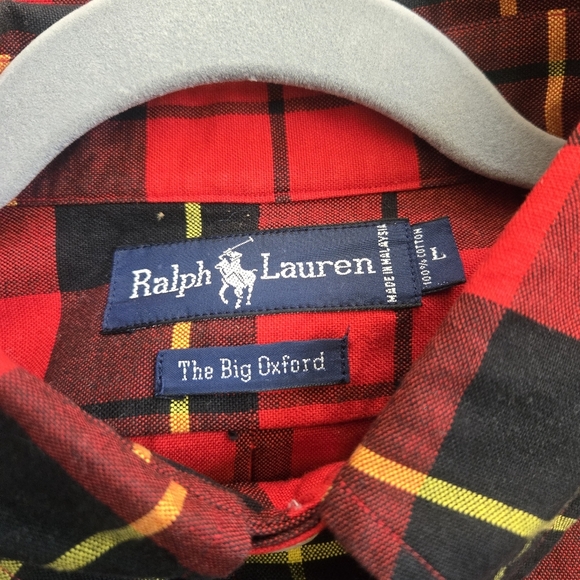 Ralph Lauren
MADE IN MALAYSIA
100% COTTON
L
The Big Oxford